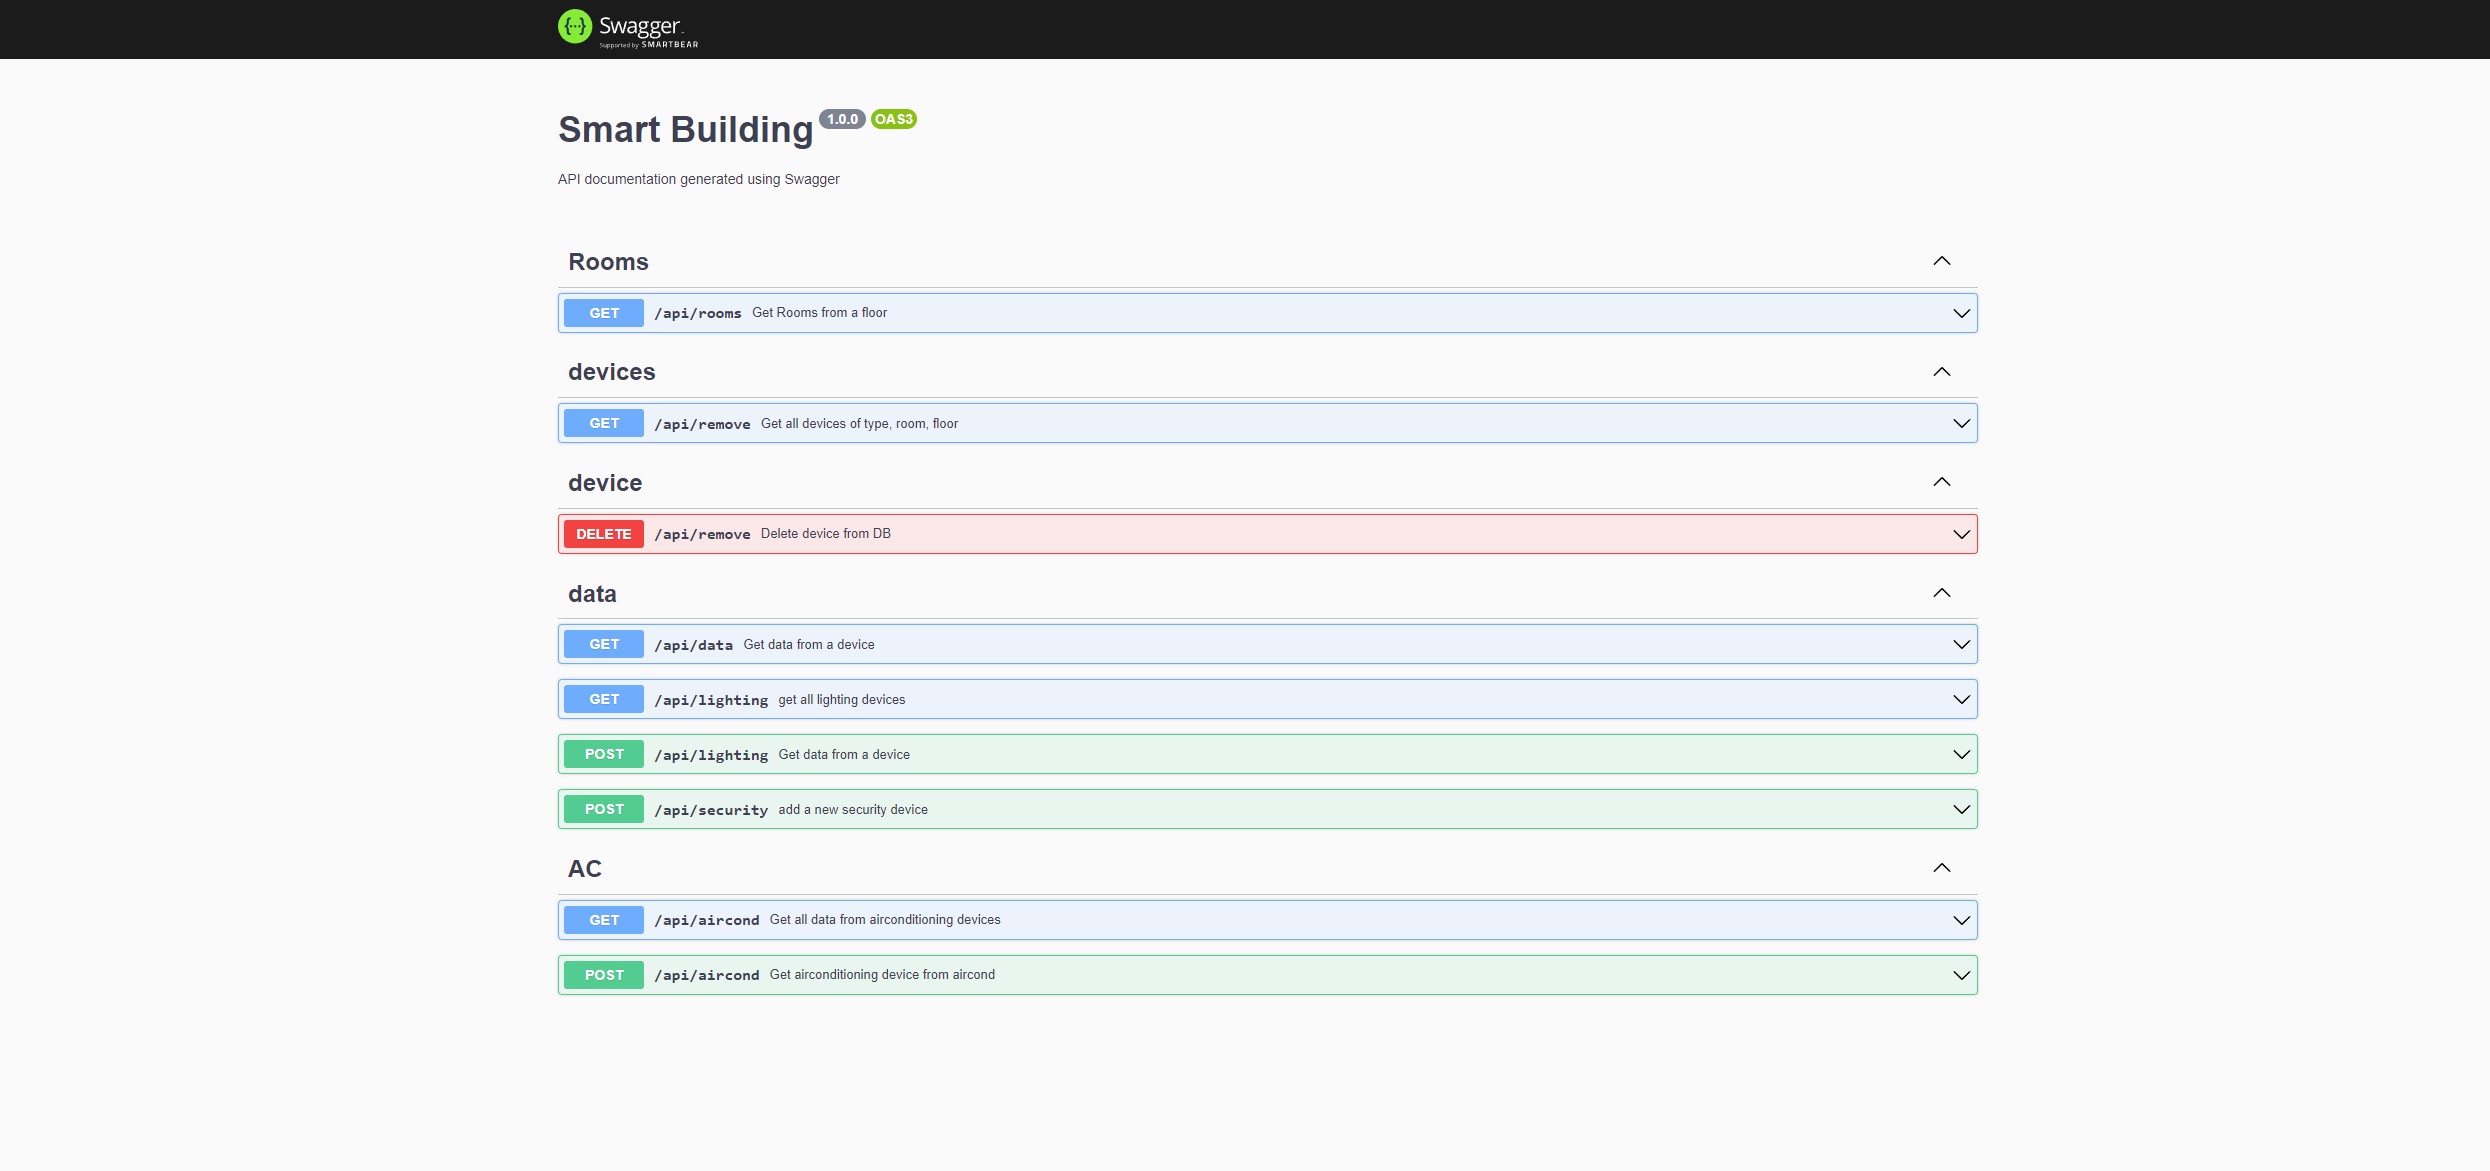 {···} Swagger
Supported by SMARTBEAR
Smart Building 1.0.0 OAS3
API documentation generated using Swagger
Rooms
GET /api/rooms Get Rooms from a floor
devices
GET /api/remove Get all devices of type, room, floor
device
DELETE /api/remove Delete device from DB
data
GET /api/data Get data from a device
GET /api/lighting get all lighting devices
POST /api/lighting Get data from a device
POST /api/security add a new security device
AC
GET /api/aircond Get all data from airconditioning devices
POST /api/aircond Get airconditioning device from aircond